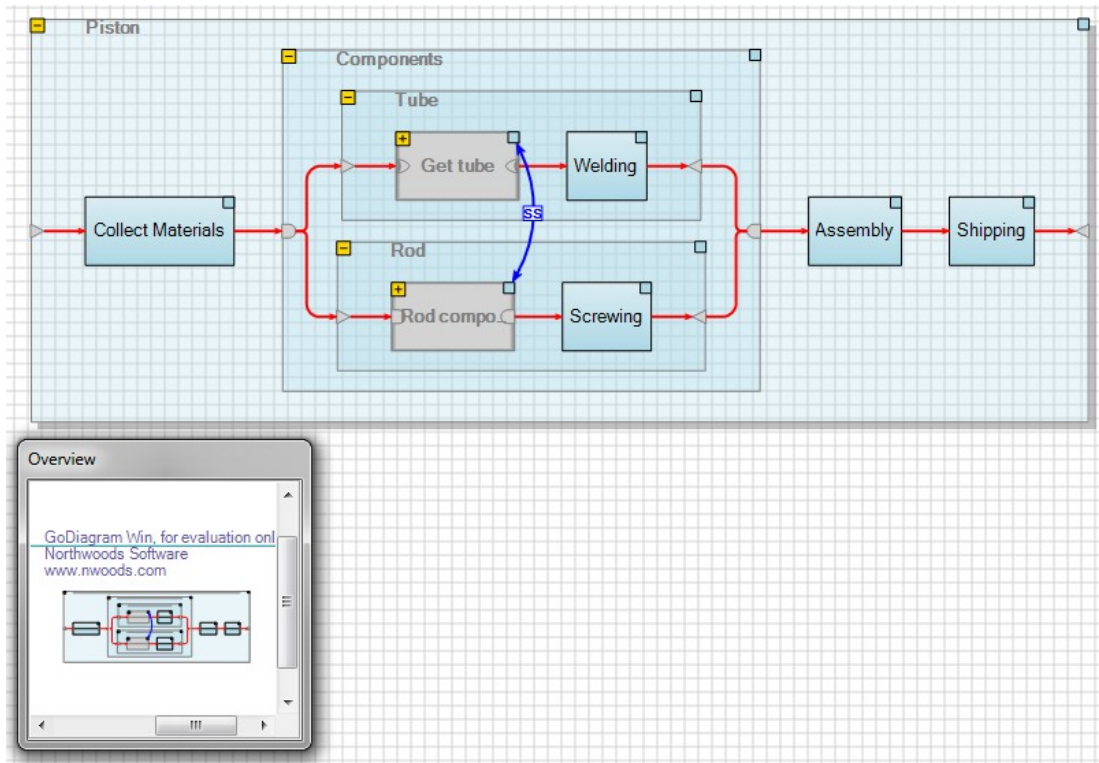 Piston
Components
Tube
Get tube
Welding
SS
Collect Materials
Assembly
Shipping
Rod
Rod compo...
Screwing
Overview
GoDiagram Win, for evaluation onl
Northwoods Software
www.nwoods.com